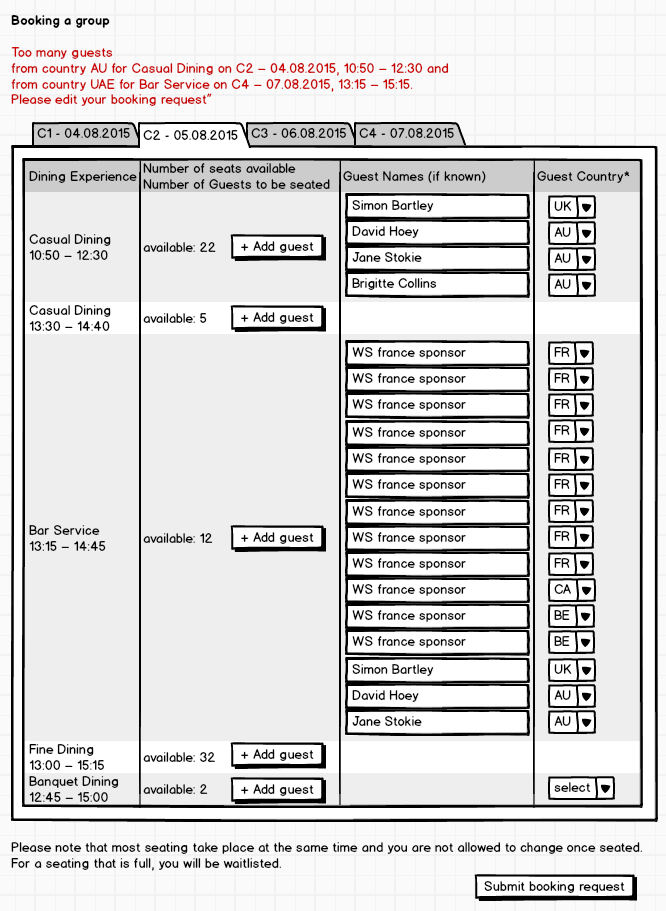 Booking a group
Too many guests
from country AU for Casual Dining on C2 – 04.08.2015, 10:50 – 12:30 and
from country UAE for Bar Service on C4 – 07.08.2015, 13:15 – 15:15.
Please edit your booking request"
C1 - 04.08.2015 C2 - 05.08.2015 C3 - 06.08.2015 C4 - 07.08.2015
Dining Experience
Number of seats available
Number of Guests to be seated
Guest Names (if known)
Guest Country*
Casual Dining
10:50 – 12:30
available: 22
+ Add guest
Simon Bartley UK
David Hoey AU
Jane Stokie AU
Brigitte Collins AU
Casual Dining
13:30 – 14:40
available: 5
+ Add guest
Bar Service
13:15 – 14:45
available: 12
+ Add guest
WS france sponsor FR
WS france sponsor FR
WS france sponsor FR
WS france sponsor FR
WS france sponsor FR
WS france sponsor FR
WS france sponsor FR
WS france sponsor FR
WS france sponsor FR
WS france sponsor CA
WS france sponsor BE
WS france sponsor BE
Simon Bartley UK
David Hoey AU
Jane Stokie AU
Fine Dining
13:00 – 15:15
available: 32
+ Add guest
Banquet Dining
12:45 – 15:00
available: 2
+ Add guest
select
Please note that most seating take place at the same time and you are not allowed to change once seated.
For a seating that is full, you will be waitlisted.
Submit booking request